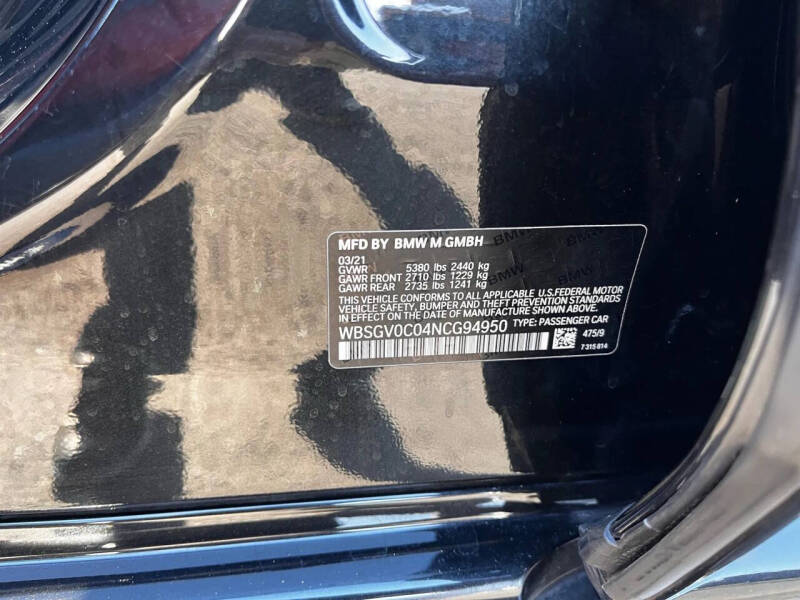 MFD BY BMW M GMBH
03/21
GVWR 5380 lbs 2440 kg
GAWR FRONT 2710 lbs 1229 kg
GAWR REAR 2735 lbs 1241 kg
THIS VEHICLE CONFORMS TO ALL APPLICABLE U.S.FEDERAL MOTOR
VEHICLE SAFETY, BUMPER AND THEFT PREVENTION STANDARDS
IN EFFECT ON THE DATE OF MANUFACTURE SHOWN ABOVE.
WBSGV0C04NCG94950 TYPE: PASSENGER CAR
475/9
7315814